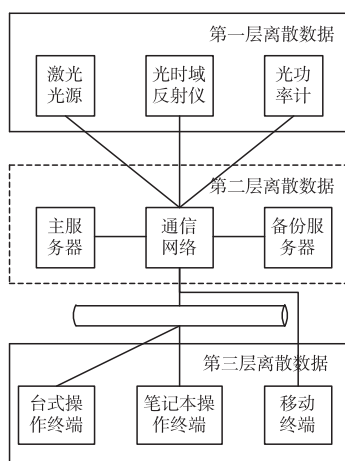 第一层离散数据
激光
光源
光时域
反射仪
光功
率计
第二层离散数据
主服
务器
通信
网络
备份服
务器
第三层离散数据
台式操
作终端
笔记本操
作终端
移动
终端